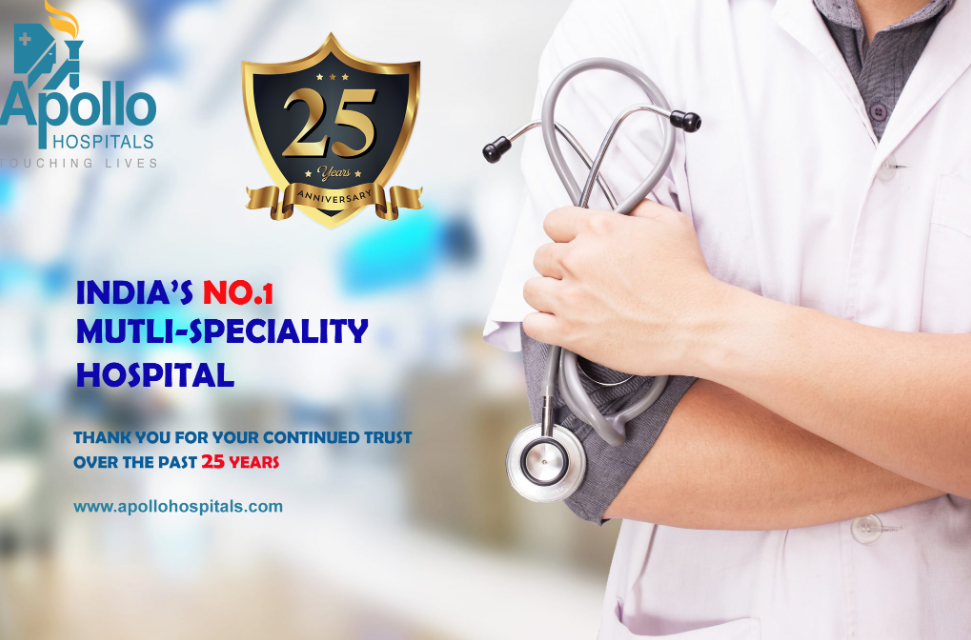 Apollo
HOSPITALS
TOUCHING LIVES
25
Years
ANNIVERSARY
INDIA'S NO.1
MUTLI-SPECIALITY
HOSPITAL
THANK YOU FOR YOUR CONTINUED TRUST
OVER THE PAST 25 YEARS
www.apollohospitals.com